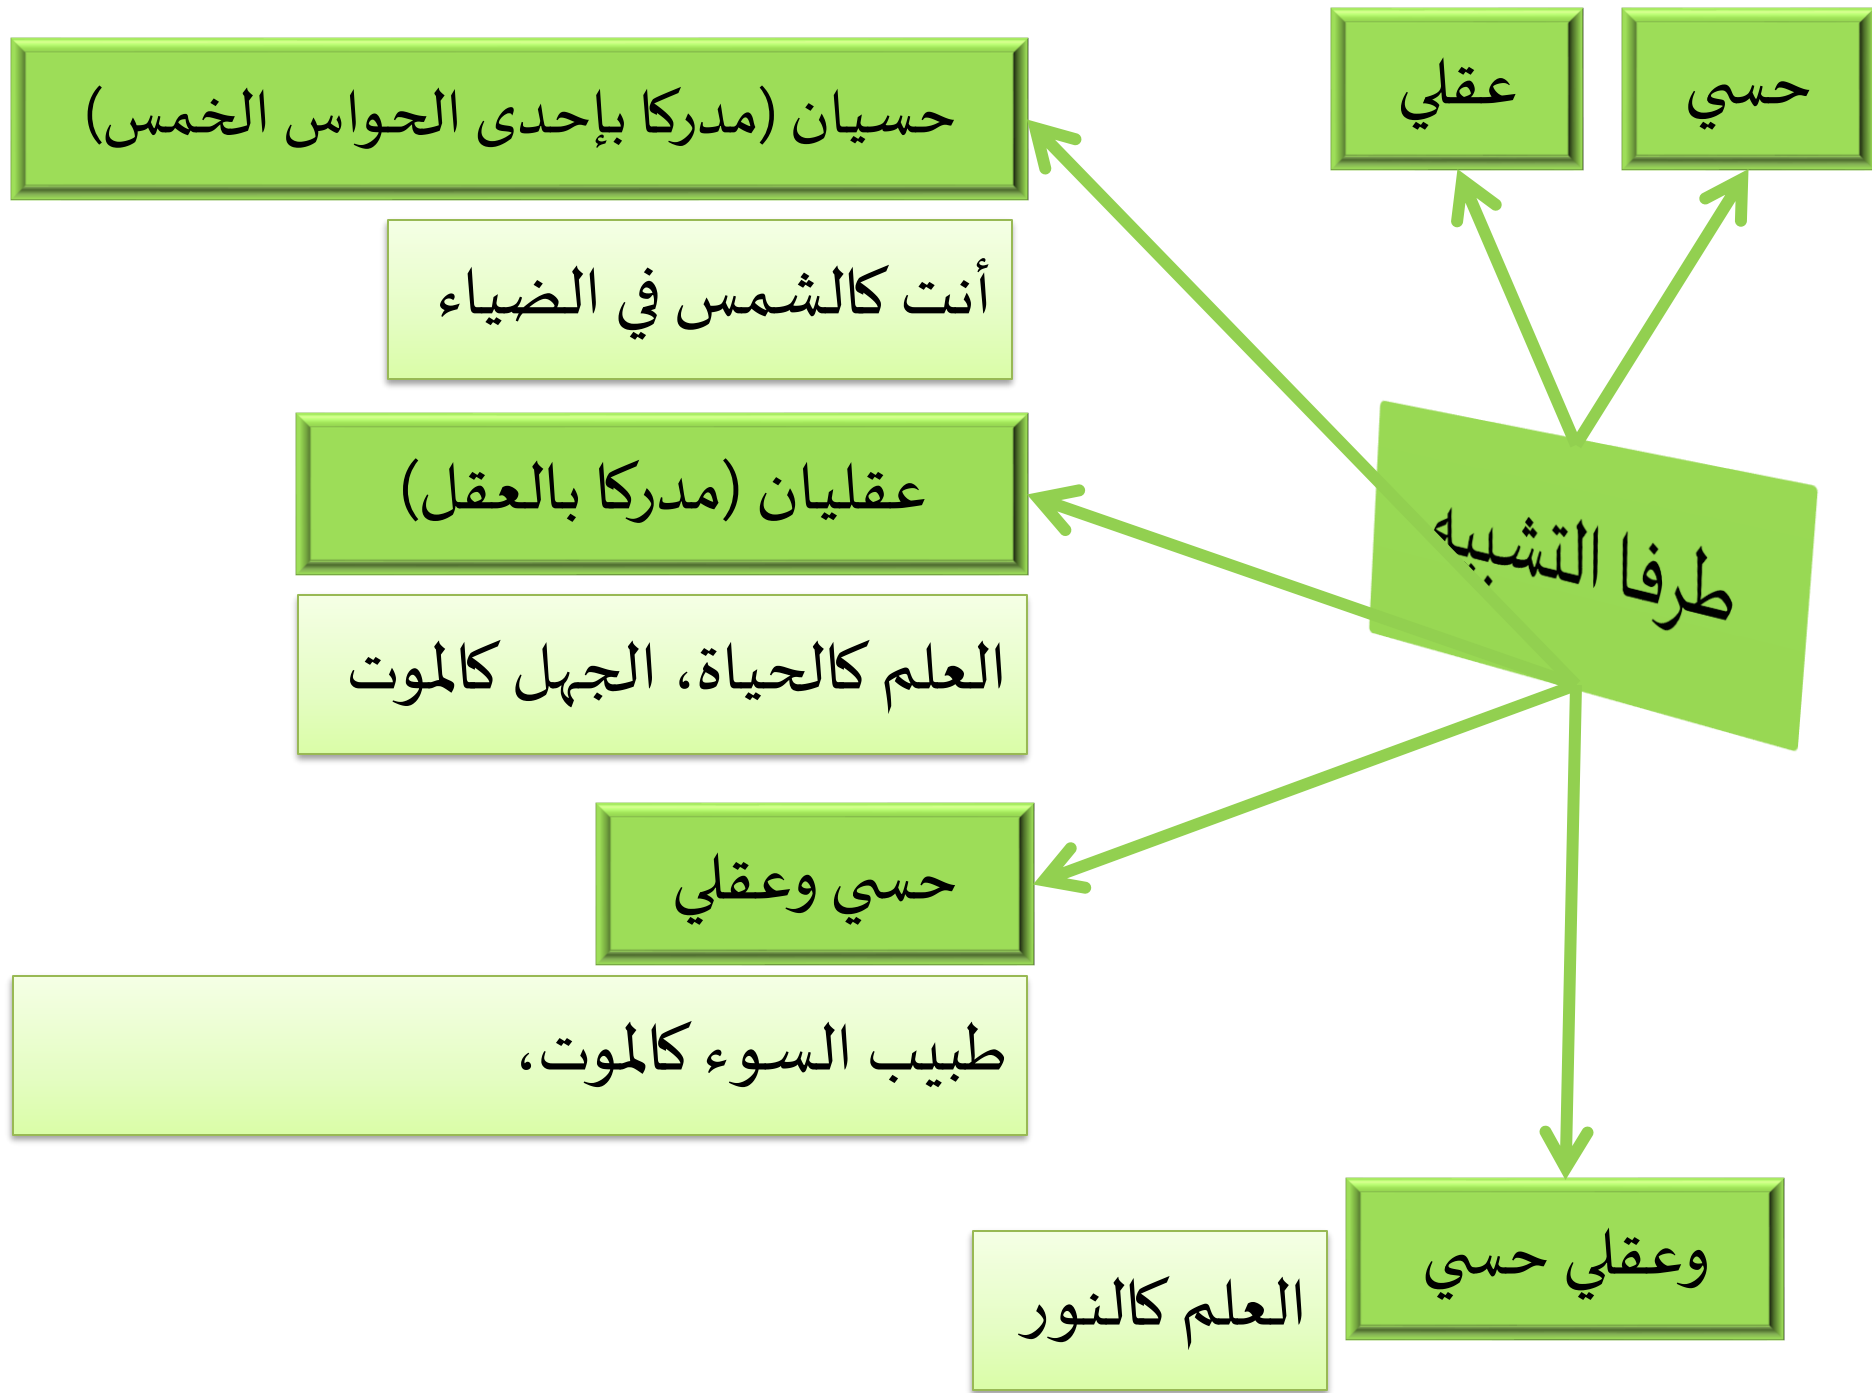 حسي
عقلي
طرفا التشبيه
حسيان (مدركا بإحدى الحواس الخمس)
أنت كالشمس في الضياء
عقليان (مدركا بالعقل)
العلم كالحياة، الجهل كالموت
حسي وعقلي
طبيب السوء كالموت،
وعقلي حسي
العلم كالنور